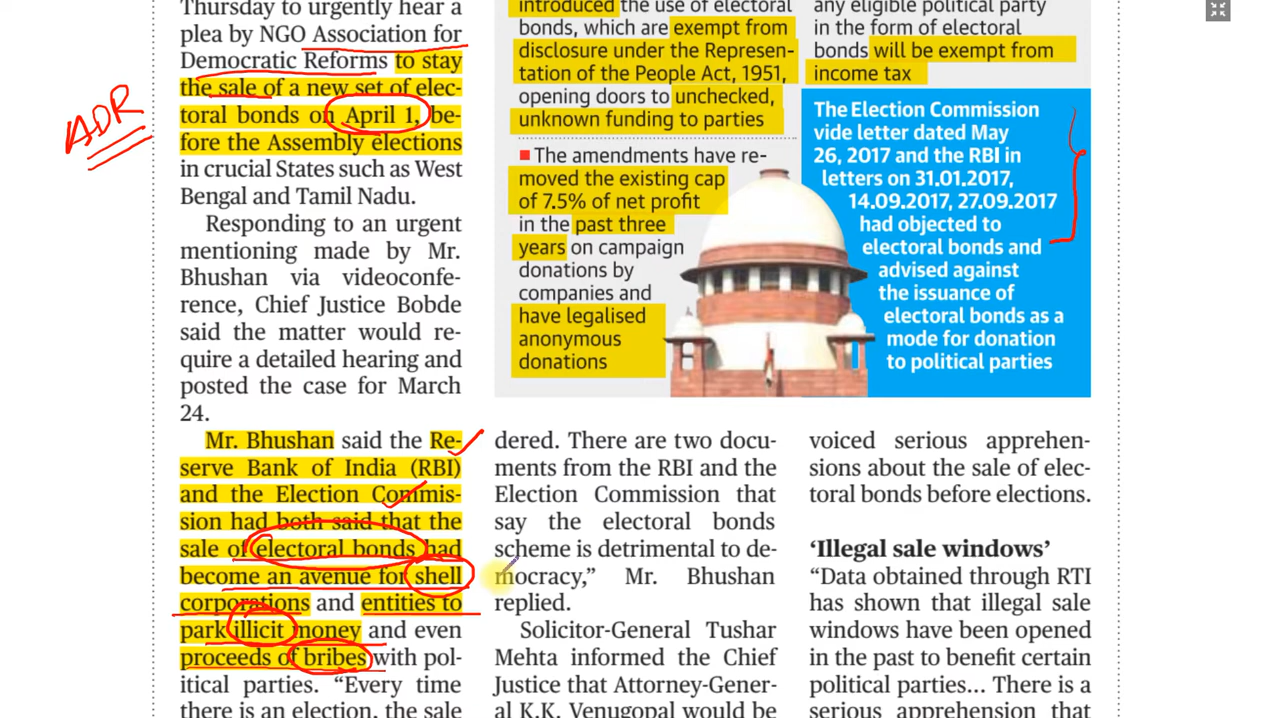 Thursday to urgently hear a
plea by NGO Association for
Democratic Reforms to stay
the sale of a new set of elec-
toral bonds on April 1, be-
fore the Assembly elections
in crucial States such as West
Bengal and Tamil Nadu.
Responding to an urgent
mentioning made by Mr.
Bhushan via videoconfe-
rence, Chief Justice Bobde
said the matter would re-
quire a detailed hearing and
posted the case for March
24.
Mr. Bhushan said the Re-
serve Bank of India (RBI)
and the Election Commis-
sion had both said that the
sale of electoral bonds had
become an avenue for shell
corporations and entities to
park illicit money and even
proceeds of bribes with pol-
itical parties. “Every time
there is an election, the sale
ADR
introduced the use of electoral
bonds, which are exempt from
disclosure under the Represen-
tation of the People Act, 1951,
opening doors to unchecked,
unknown funding to parties
■ The amendments have re-
moved the existing cap
of 7.5% of net profit
in the past three
years on campaign
donations by
companies and
have legalised
anonymous
donations
any eligible political party
in the form of electoral
bonds will be exempt from
income tax
The Election Commission
vide letter dated May
26, 2017 and the RBI in
letters on 31.01.2017,
14.09.2017, 27.09.2017
had objected to
electoral bonds and
advised against
the issuance of
electoral bonds as a
mode for donation
to political parties
dered. There are two docu-
ments from the RBI and the
Election Commission that
say the electoral bonds
scheme is detrimental to de-
mocracy,” Mr. Bhushan
replied.
Solicitor-General Tushar
Mehta informed the Chief
Justice that Attorney-Gener-
al K.K. Venugopal would be
voiced serious apprehen-
sions about the sale of elec-
toral bonds before elections.
‘Illegal sale windows’
“Data obtained through RTI
has shown that illegal sale
windows have been opened
in the past to benefit certain
political parties... There is a
serious apprehension that